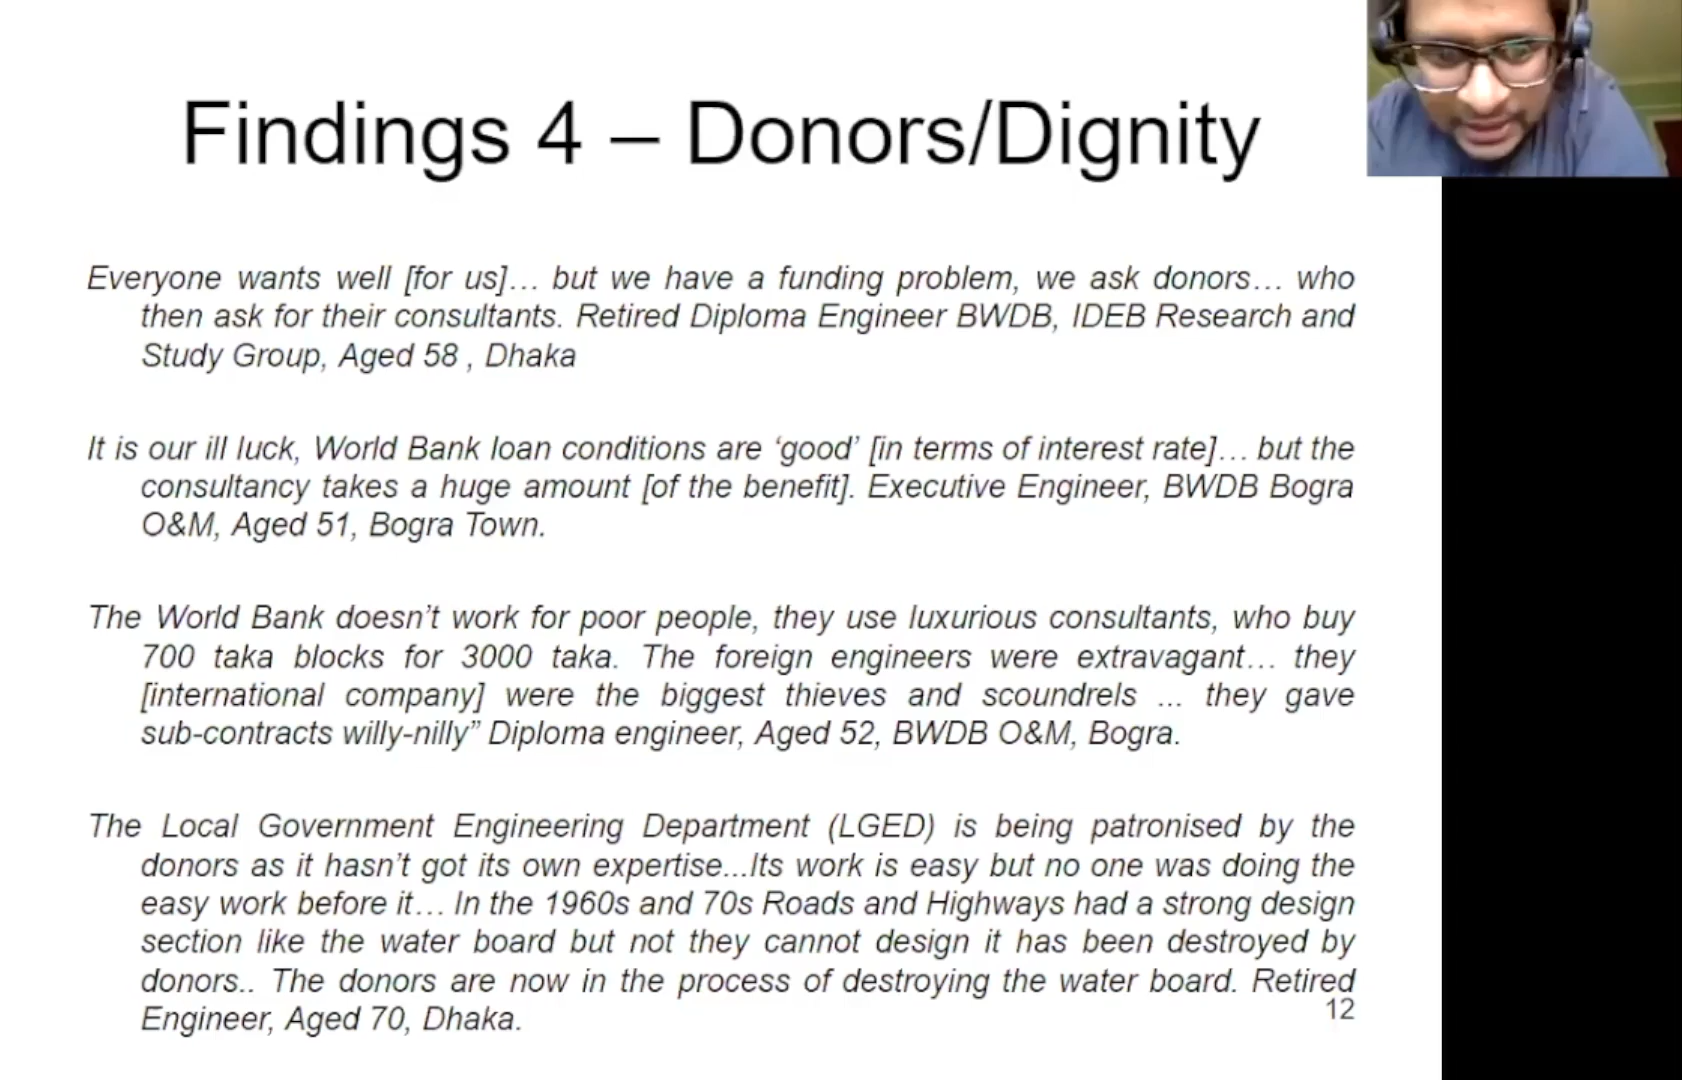 Findings 4 – Donors/Dignity
Everyone wants well [for us]... but we have a funding problem, we ask donors... who
then ask for their consultants. Retired Diploma Engineer BWDB, IDEB Research and
Study Group, Aged 58 , Dhaka
It is our ill luck, World Bank loan conditions are ‘good’ [in terms of interest rate]... but the
consultancy takes a huge amount [of the benefit]. Executive Engineer, BWDB Bogra
O&M, Aged 51, Bogra Town.
The World Bank doesn’t work for poor people, they use luxurious consultants, who buy
700 taka blocks for 3000 taka. The foreign engineers were extravagant... they
[international company] were the biggest thieves and scoundrels ... they gave
sub-contracts willy-nilly” Diploma engineer, Aged 52, BWDB O&M, Bogra.
The Local Government Engineering Department (LGED) is being patronised by the
donors as it hasn’t got its own expertise...Its work is easy but no one was doing the
easy work before it... In the 1960s and 70s Roads and Highways had a strong design
section like the water board but not they cannot design it has been destroyed by
donors.. The donors are now in the process of destroying the water board. Retired
Engineer, Aged 70, Dhaka.
12